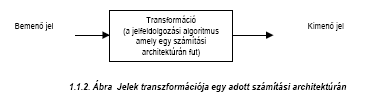 Bemenő jel
Transformáció
(a jelfeldolgozási algoritmus
amely egy számítási
architektúrán fut)
Kimenő jel
1.1.2. Ábra Jelek transzformációja egy adott számítási architektúrán